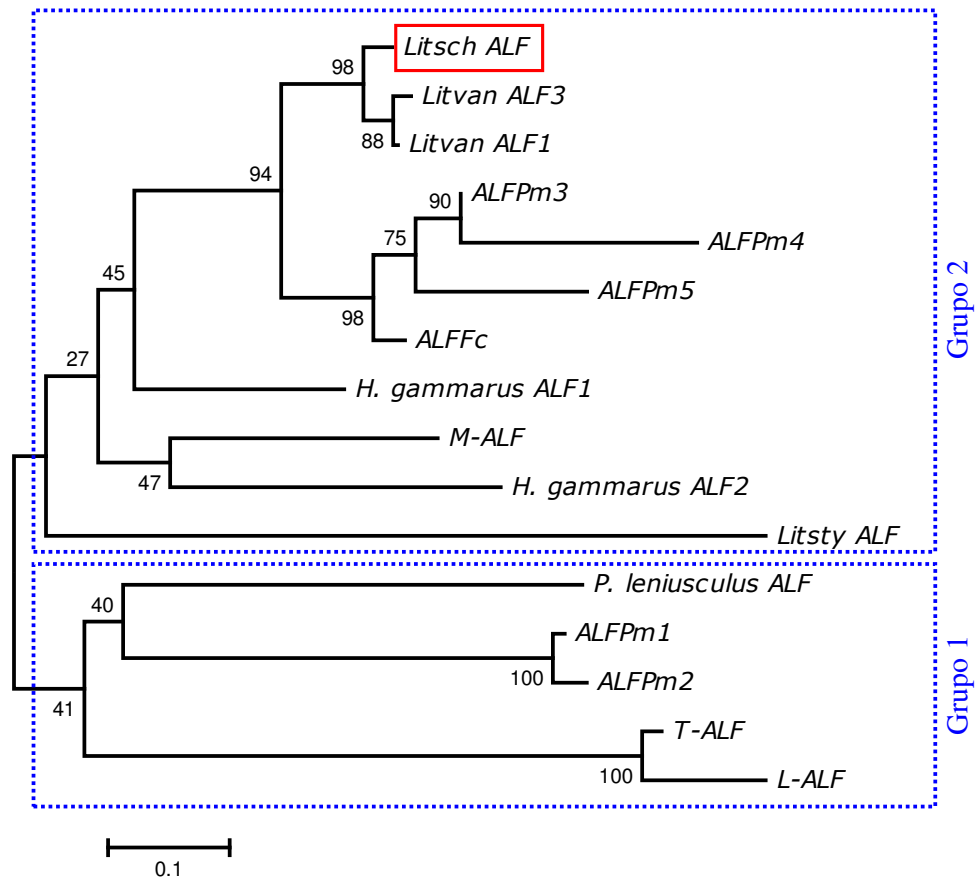 Litsch ALF
98
Litvan ALF3
88
Litvan ALF1
94
ALFPm3
90
ALFPm4
75
ALFPm5
45
98
ALFFc
27
H. gammarus ALF1
M-ALF
47
H. gammarus ALF2
Litsty ALF
Grupo 2
P. leniusculus ALF
40
ALFPm1
100
ALFPm2
41
T-ALF
100
L-ALF
Grupo 1
0.1